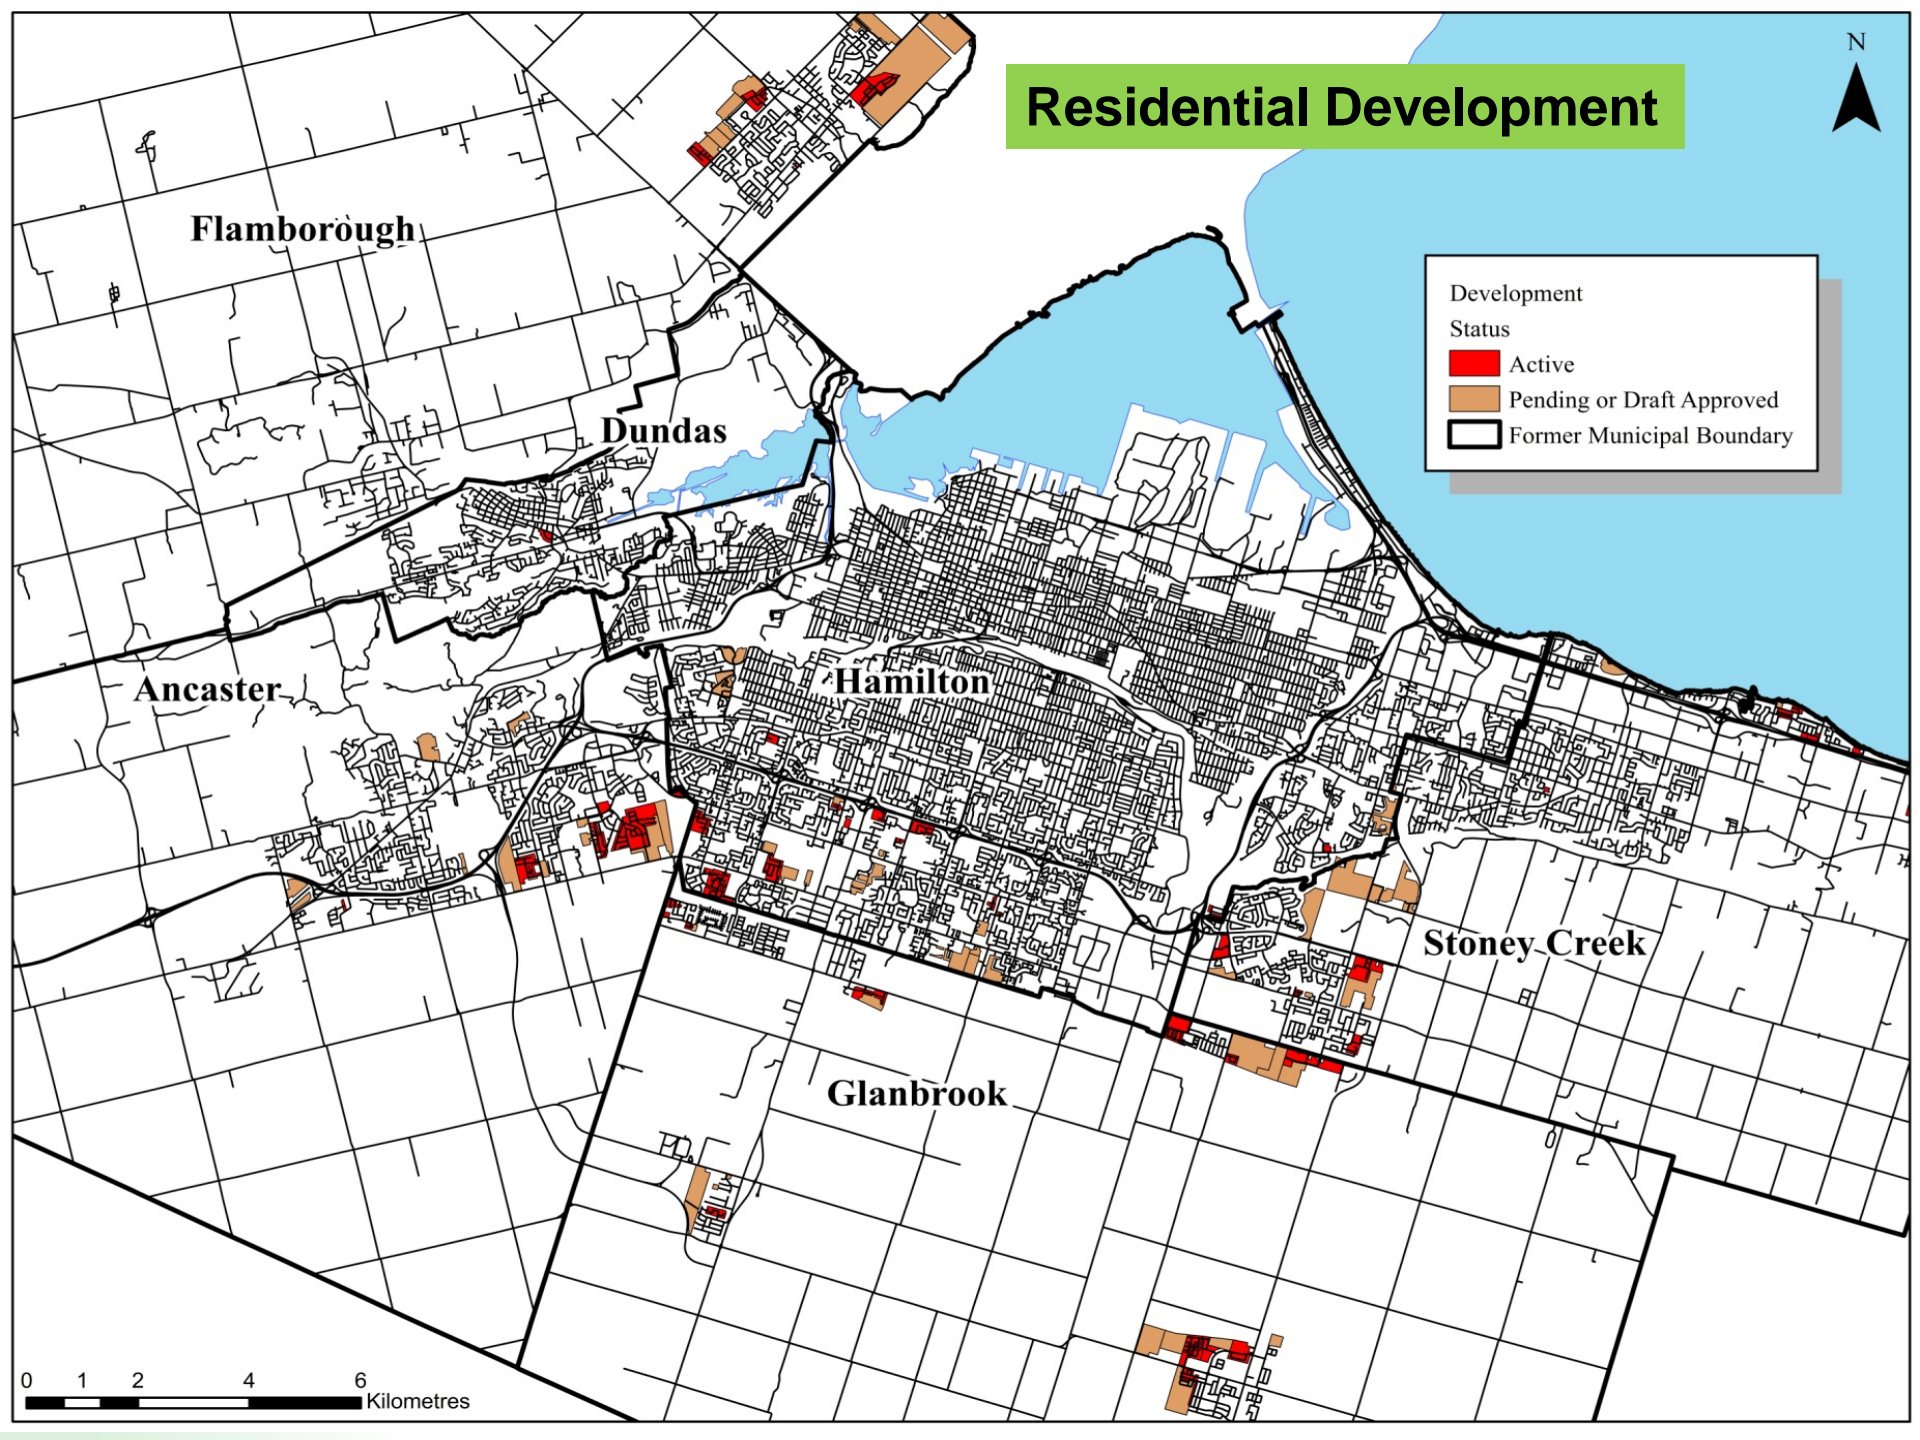 Residential Development
N
Flamborough
Development
Status
Active
Pending or Draft Approved
Former Municipal Boundary
Dundas
Ancaster
Hamilton
Stoney Creek
Glanbrook
0 1 2 4 6
Kilometres